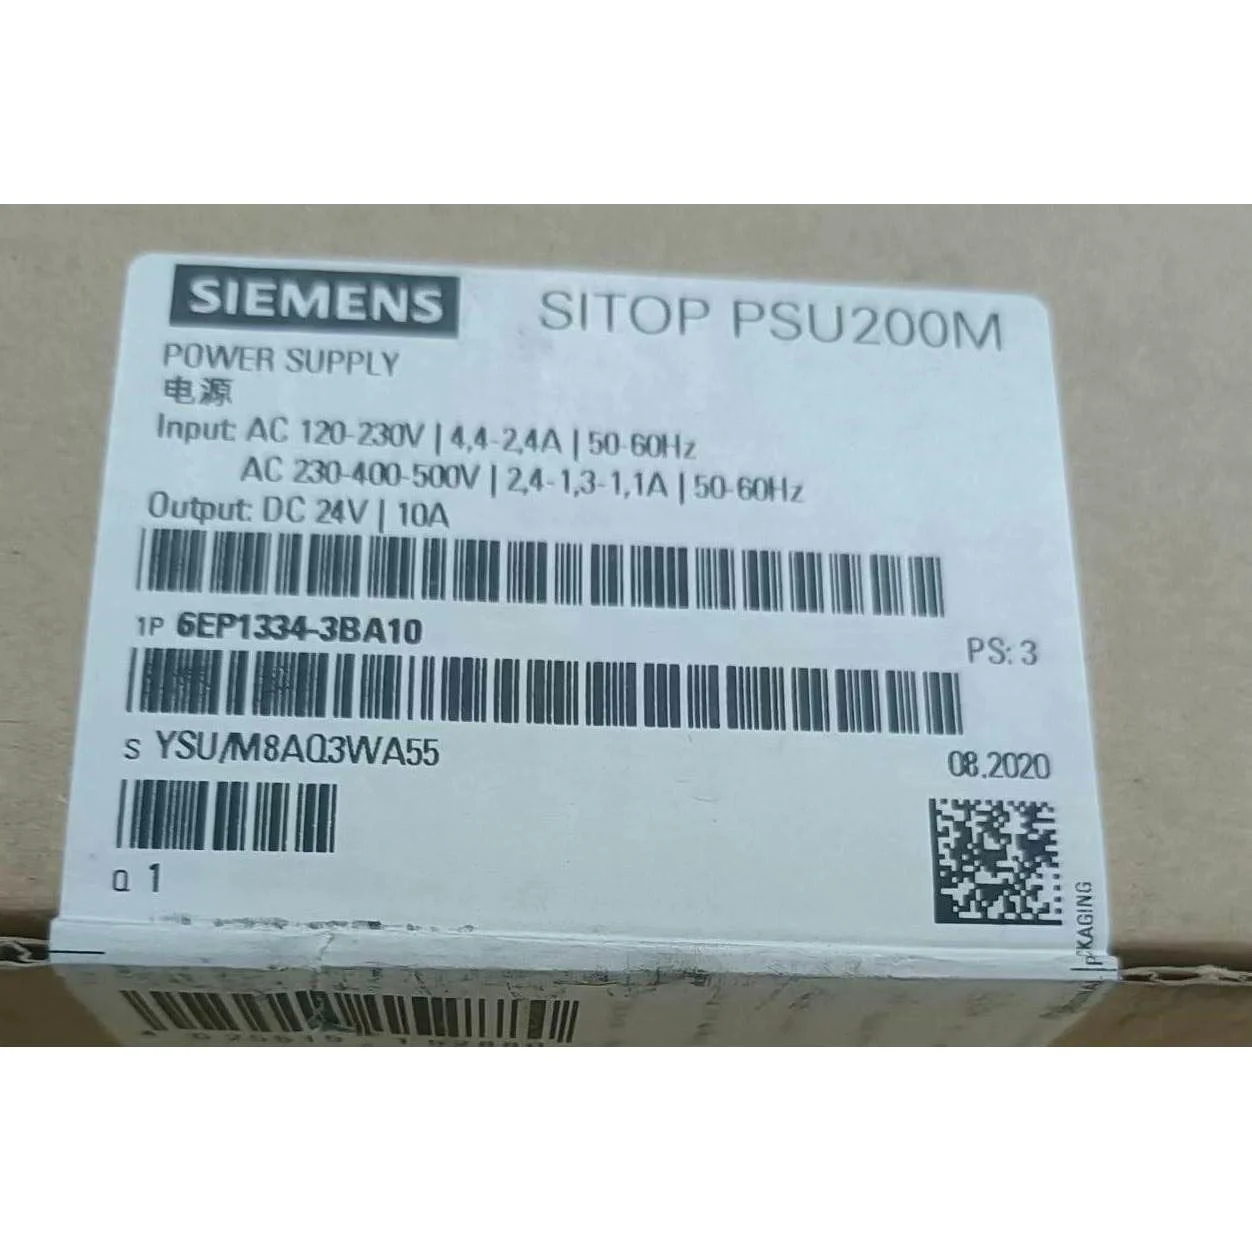 SIEMENS SITOP PSU200M
POWER SUPPLY
电源
Input: AC 120-230V | 4,4-2,4A | 50-60Hz
AC 230-400-500V | 2,4-1,3-1,1A | 50-60Hz
Output: DC 24V | 10A
1P 6EP1334-3BA10
PS: 3
S YSU/M8AQ3WA55
08.2020
Q 1
PACKAGING